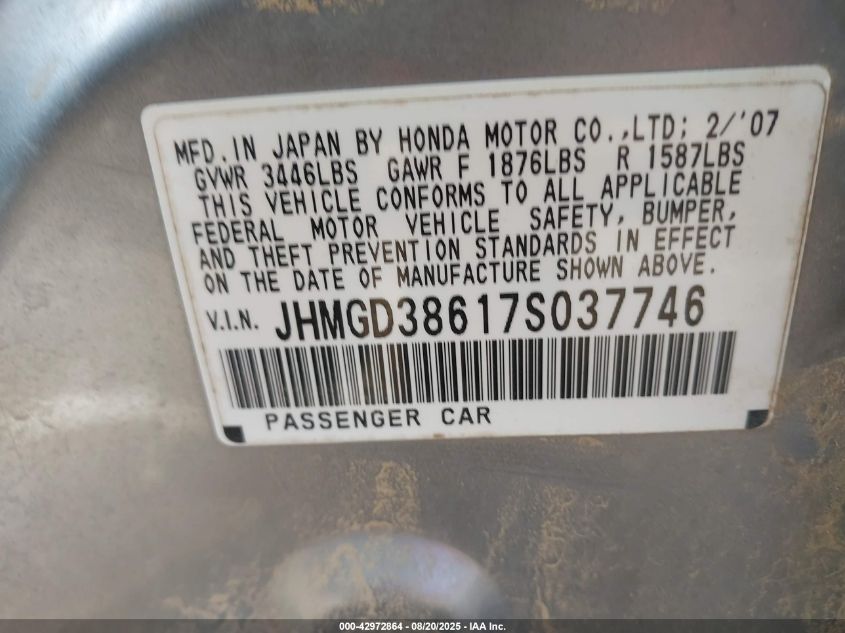 MFD. IN JAPAN BY HONDA MOTOR CO.,LTD; 2/'07
GVWR 3446LBS GAWR F 1876LBS R 1587LBS
THIS VEHICLE CONFORMS TO ALL APPLICABLE
FEDERAL MOTOR VEHICLE SAFETY, BUMPER,
AND THEFT PREVENTION STANDARDS IN EFFECT
ON THE DATE OF MANUFACTURE SHOWN ABOVE.
V.I.N. JHMGD38617S037746
PASSENGER CAR
000-42972864 - 08/20/2025 - IAA Inc.